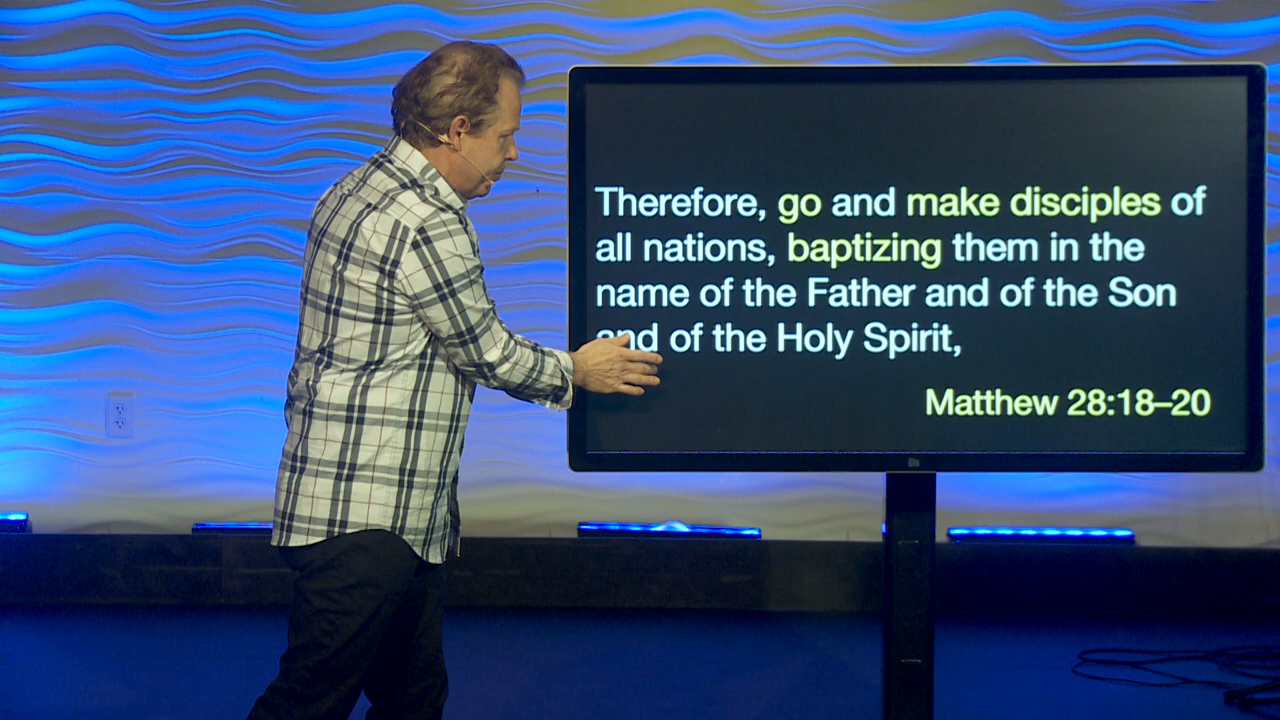 Therefore, go and make disciples of
all nations, baptizing them in the
name of the Father and of the Son
and of the Holy Spirit,
Matthew 28:18–20